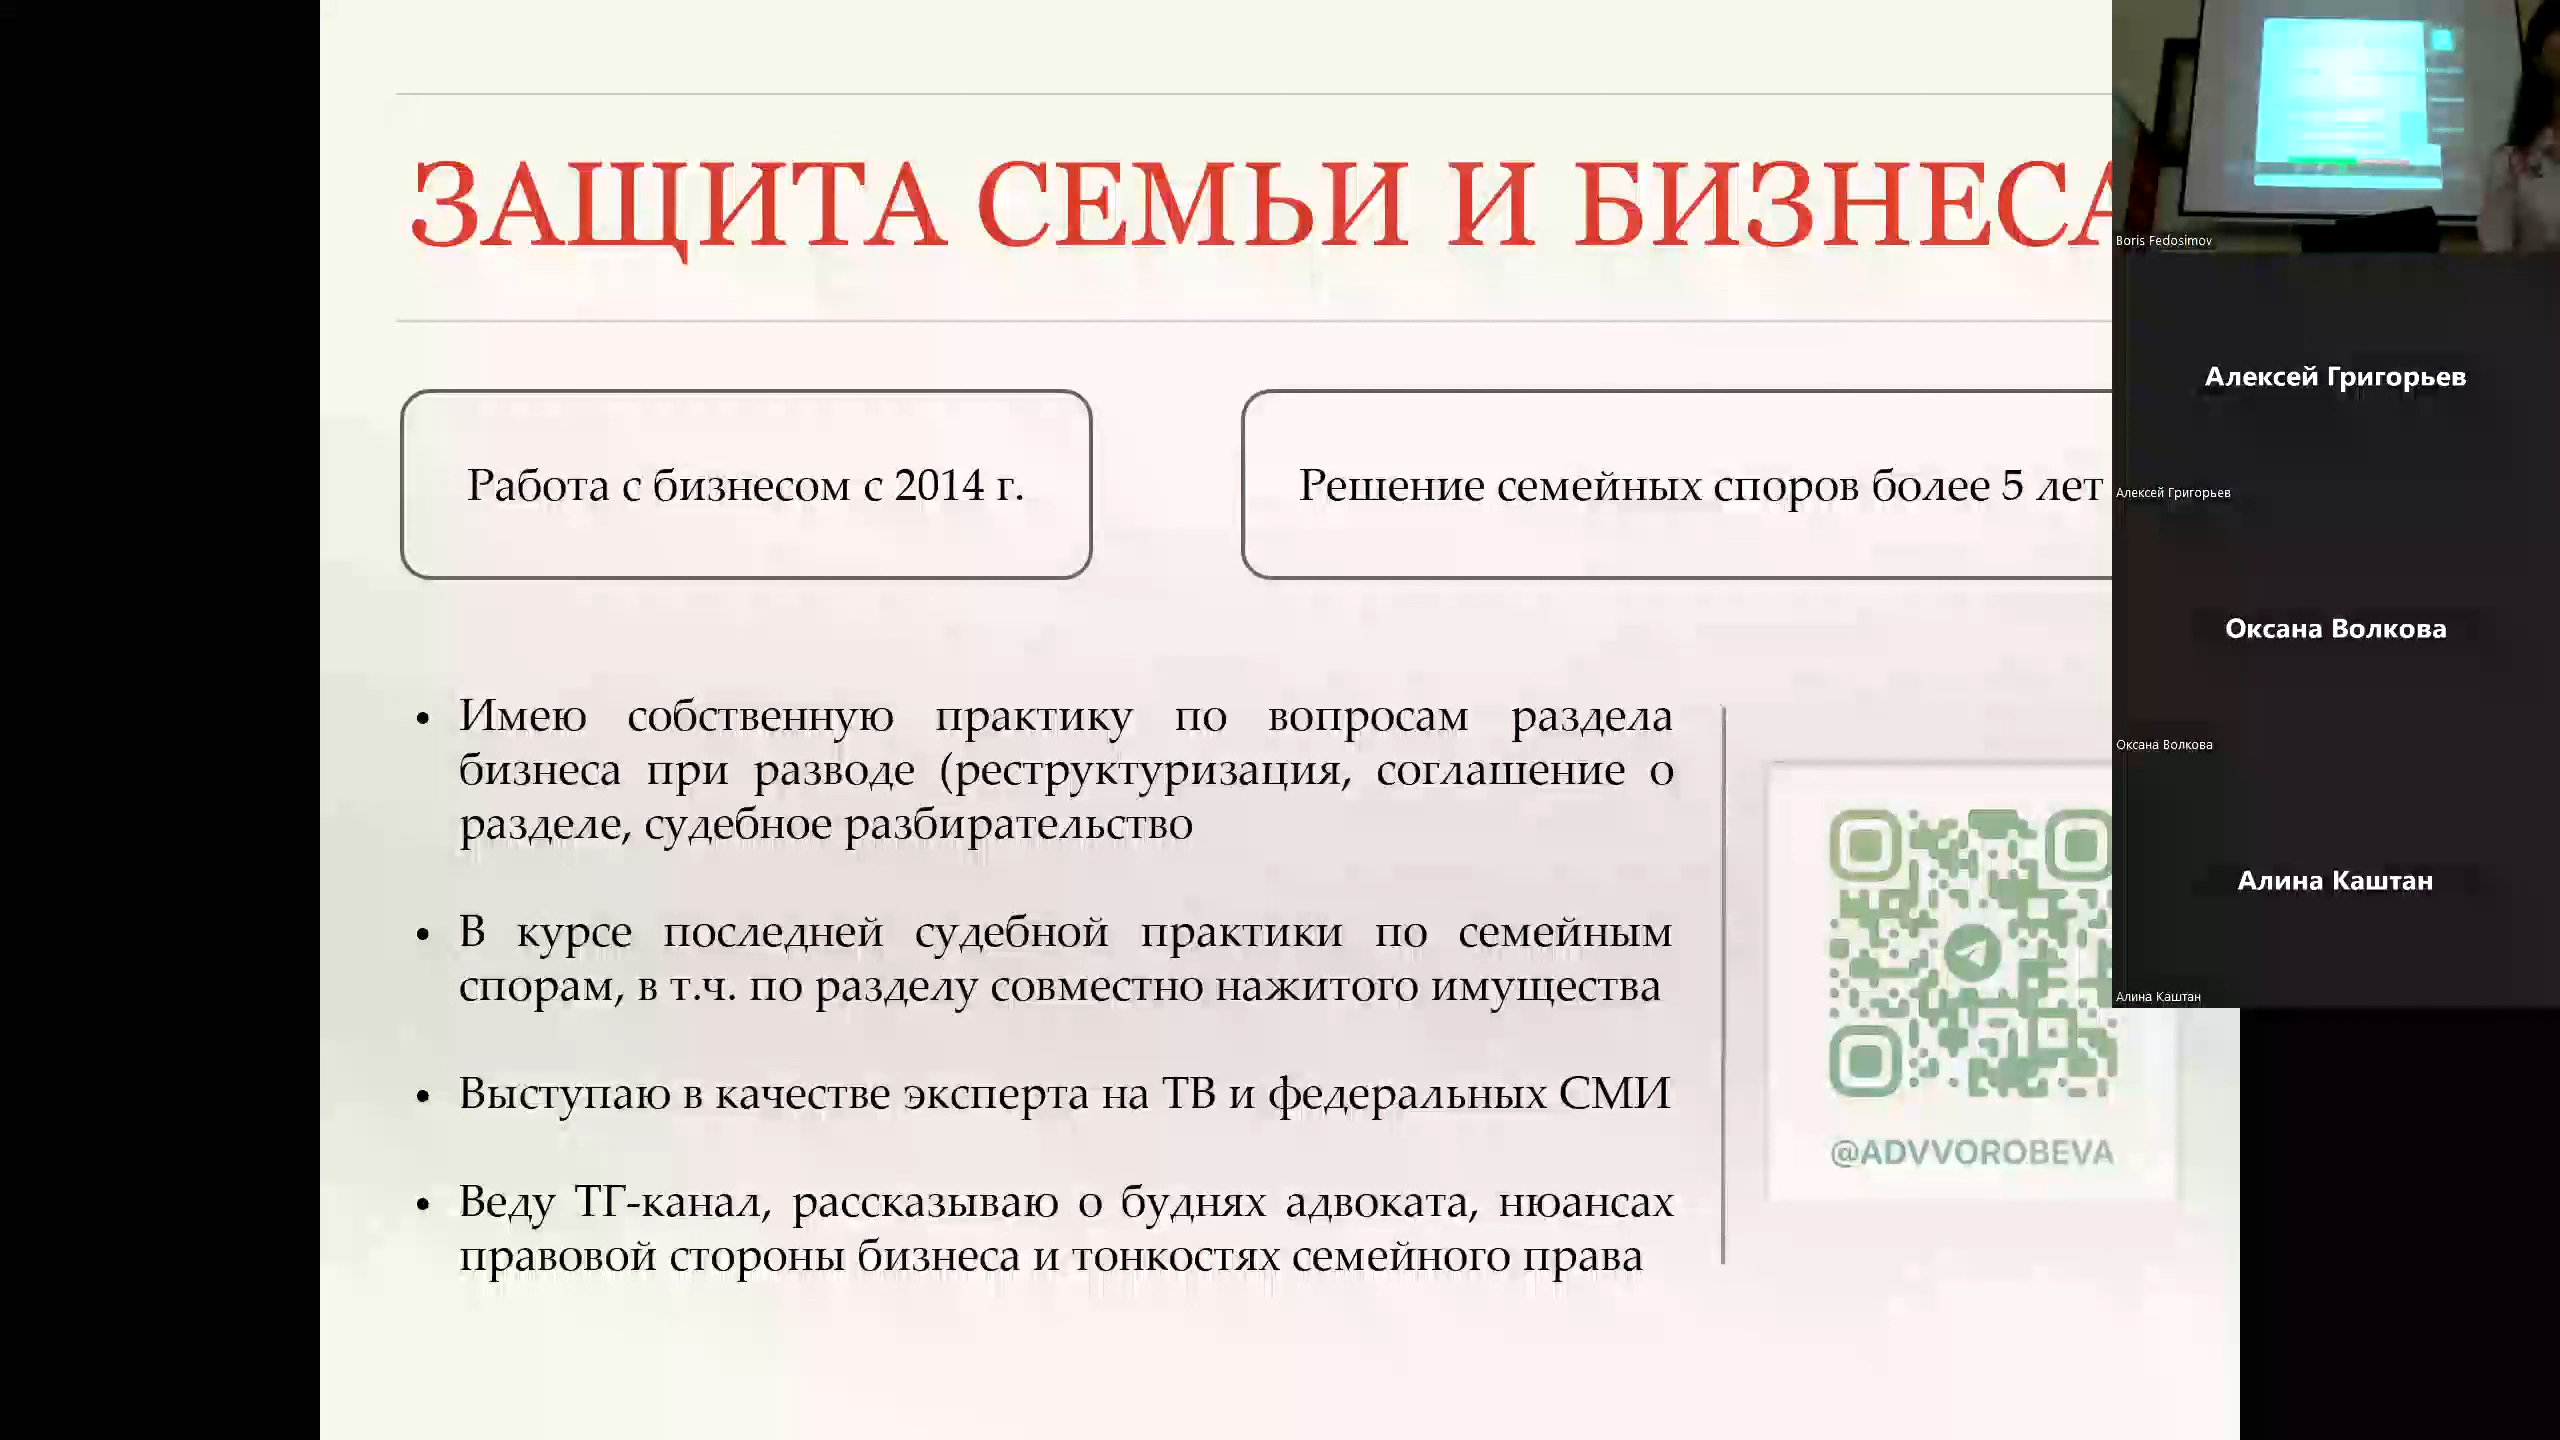 ЗАЩИТА СЕМЬИ И БИЗНЕСА
Работа с бизнесом с 2014 г.
Решение семейных споров более 5 лет
• Имею собственную практику по вопросам раздела
бизнеса при разводе (реструктуризация, соглашение о
разделе, судебное разбирательство
• В курсе последней судебной практики по семейным
спорам, в т.ч. по разделу совместно нажитого имущества
• Выступаю в качестве эксперта на ТВ и федеральных СМИ
• Веду ТГ-канал, рассказываю о буднях адвоката, нюансах
правовой стороны бизнеса и тонкостях семейного права
@ADVVOROBEVA
Boris Fedosimov
Алексей Григорьев
Алексей Григорьев
Оксана Волкова
Оксана Волкова
Алина Каштан
Алина Каштан